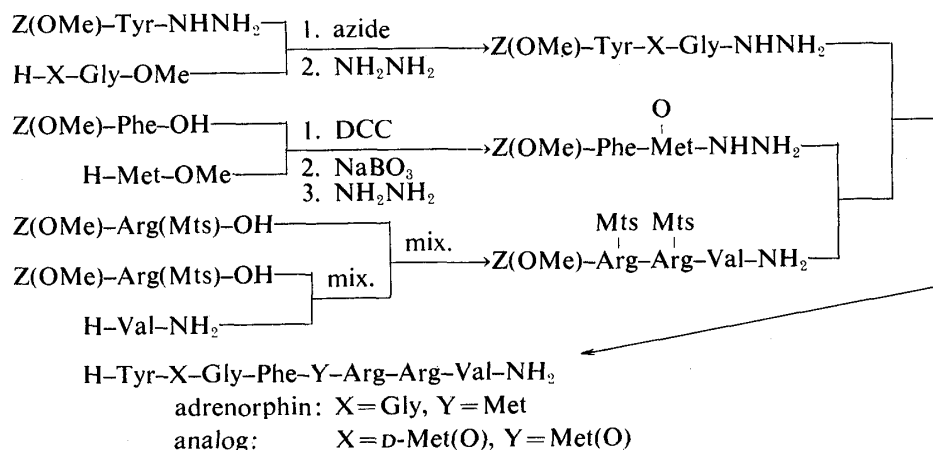 Z(OMe)–Tyr–NHNH₂
1. azide
Z(OMe)–Tyr–X–Gly–NHNH₂
H–X–Gly–OMe
2. NH₂NH₂
Z(OMe)–Phe–OH
1. DCC
O
Z(OMe)–Phe–Met–NHNH₂
H–Met–OMe
2. NaBO₃
3. NH₂NH₂
Z(OMe)–Arg(Mts)–OH
mix.
Mts Mts
Z(OMe)–Arg–Arg–Val–NH₂
Z(OMe)–Arg(Mts)–OH
mix.
H–Val–NH₂
H–Tyr–X–Gly–Phe–Y–Arg–Arg–Val–NH₂
adrenorphin: X=Gly, Y=Met
analog: X=D-Met(O), Y=Met(O)